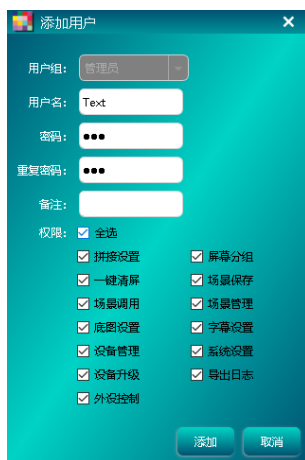 添加用户
用户组: 管理员
用户名: Text
密码: ●●●
重复密码: ●●●
备注:
权限: 全选
拼接设置 屏幕分组
一键清屏 场景保存
场景调用 场景管理
底图设置 字幕设置
设备管理 系统设置
设备升级 导出日志
外设控制
添加 取消